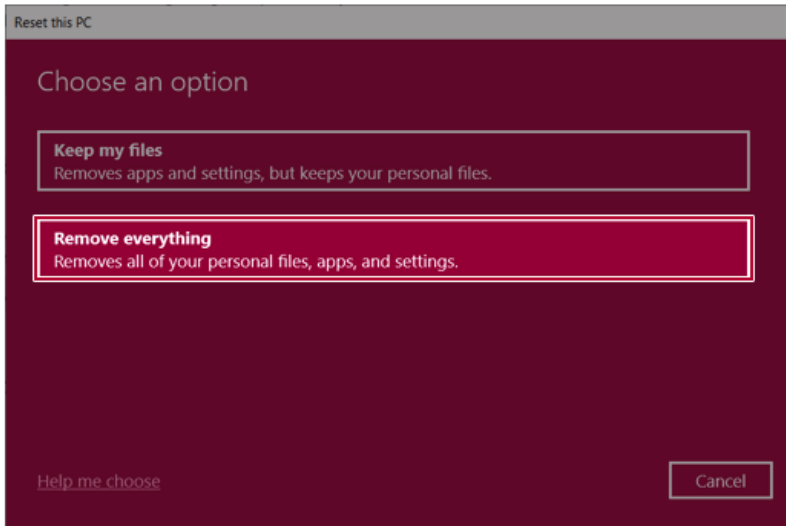 Reset this PC
Choose an option
Keep my files
Removes apps and settings, but keeps your personal files.
Remove everything
Removes all of your personal files, apps, and settings.
Help me choose
Cancel